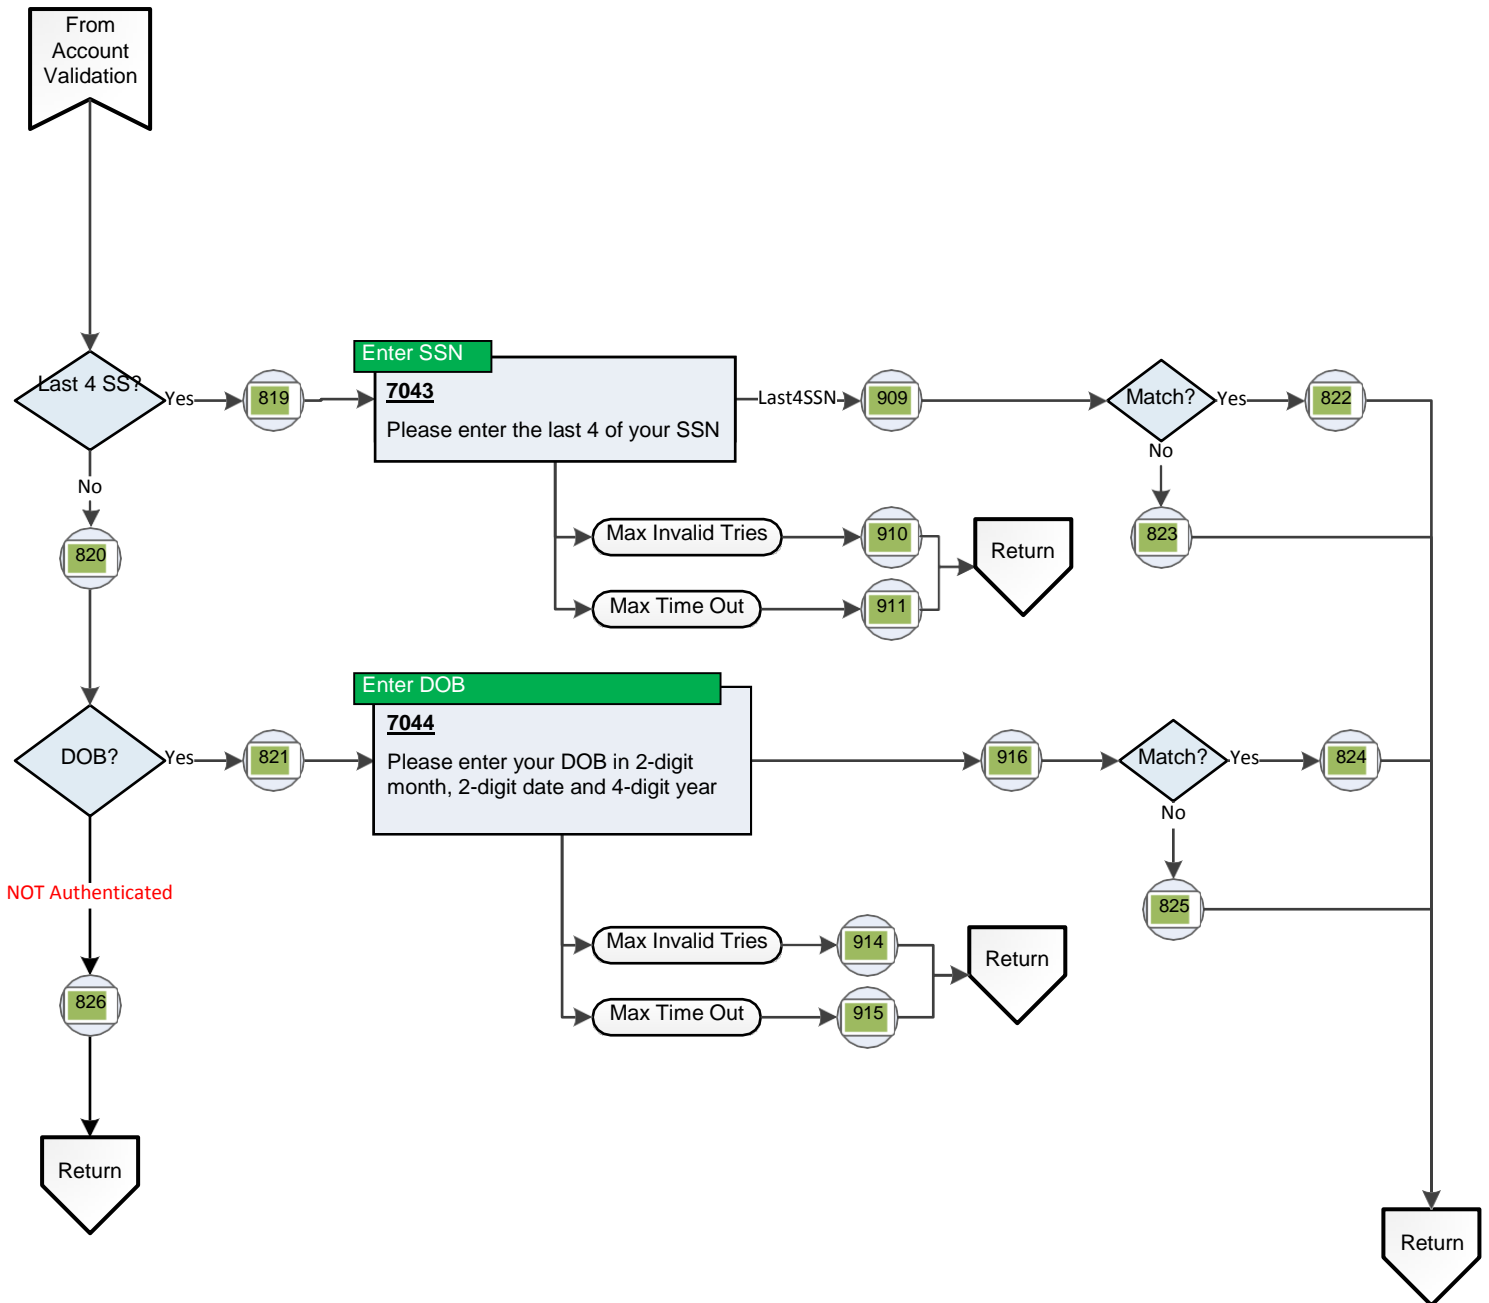 From
Account
Validation
Last 4 SS?
Yes
819
Enter SSN
7043
Please enter the last 4 of your SSN
Last4SSN
909
Match?
Yes
822
No
823
No
820
Max Invalid Tries
910
Max Time Out
911
Return
DOB?
Yes
821
Enter DOB
7044
Please enter your DOB in 2-digit
month, 2-digit date and 4-digit year
916
Match?
Yes
824
No
825
NOT Authenticated
826
Max Invalid Tries
914
Max Time Out
915
Return
Return
Return